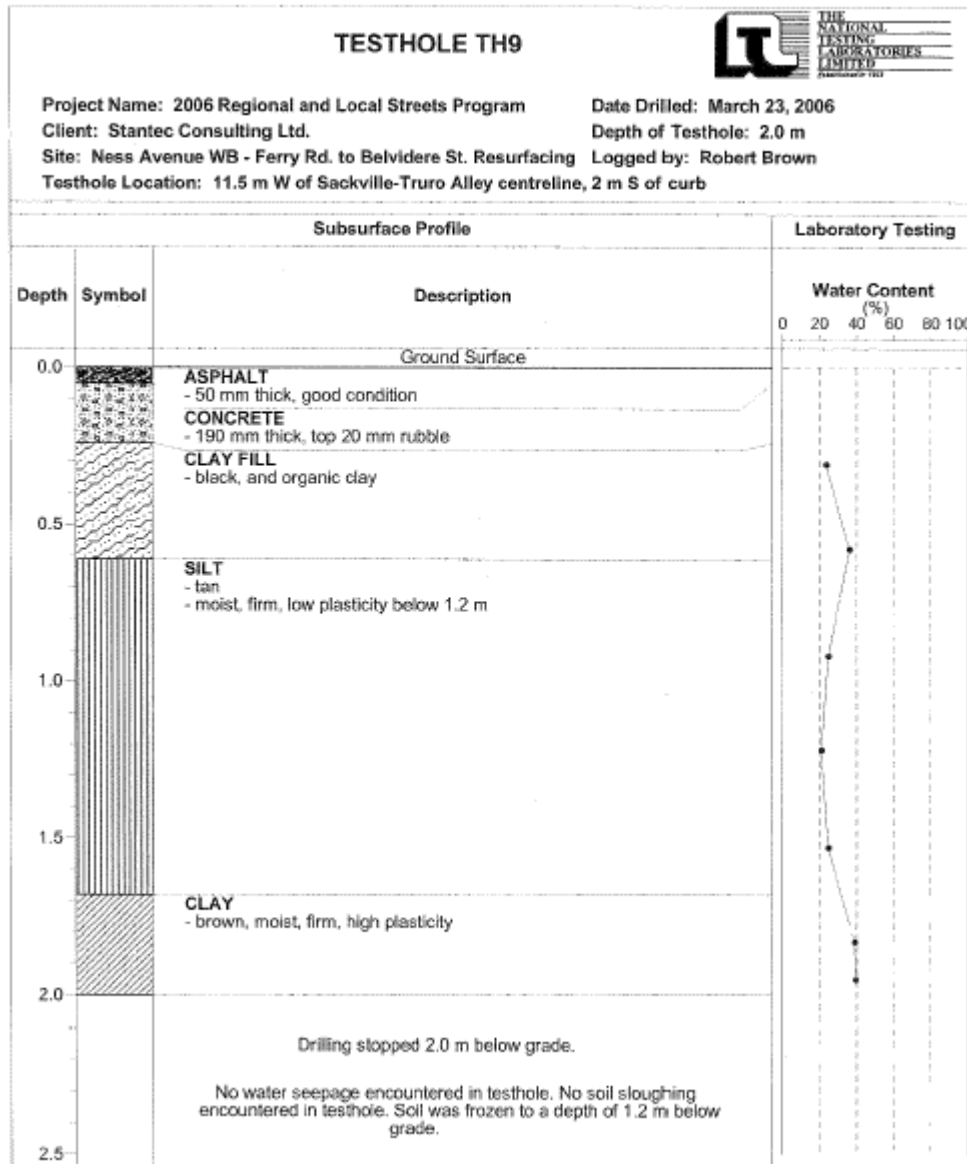 TESTHOLE TH9
THE
NATIONAL
TESTING
LABORATORIES
LIMITED
Project Name: 2006 Regional and Local Streets Program
Date Drilled: March 23, 2006
Client: Stantec Consulting Ltd.
Depth of Testhole: 2.0 m
Site: Ness Avenue WB - Ferry Rd. to Belvidere St. Resurfacing
Logged by: Robert Brown
Testhole Location: 11.5 m W of Sackville-Truro Alley centreline, 2 m S of curb
Subsurface Profile
Laboratory Testing
Depth
Symbol
Description
Water Content
(%)
0 20 40 60 80 100
Ground Surface
0.0
ASPHALT
- 50 mm thick, good condition
CONCRETE
- 190 mm thick, top 20 mm rubble
CLAY FILL
- black, and organic clay
0.5
SILT
- tan
- moist, firm, low plasticity below 1.2 m
1.0
1.5
CLAY
- brown, moist, firm, high plasticity
2.0
Drilling stopped 2.0 m below grade.
No water seepage encountered in testhole. No soil sloughing
encountered in testhole. Soil was frozen to a depth of 1.2 m below
grade.
2.5